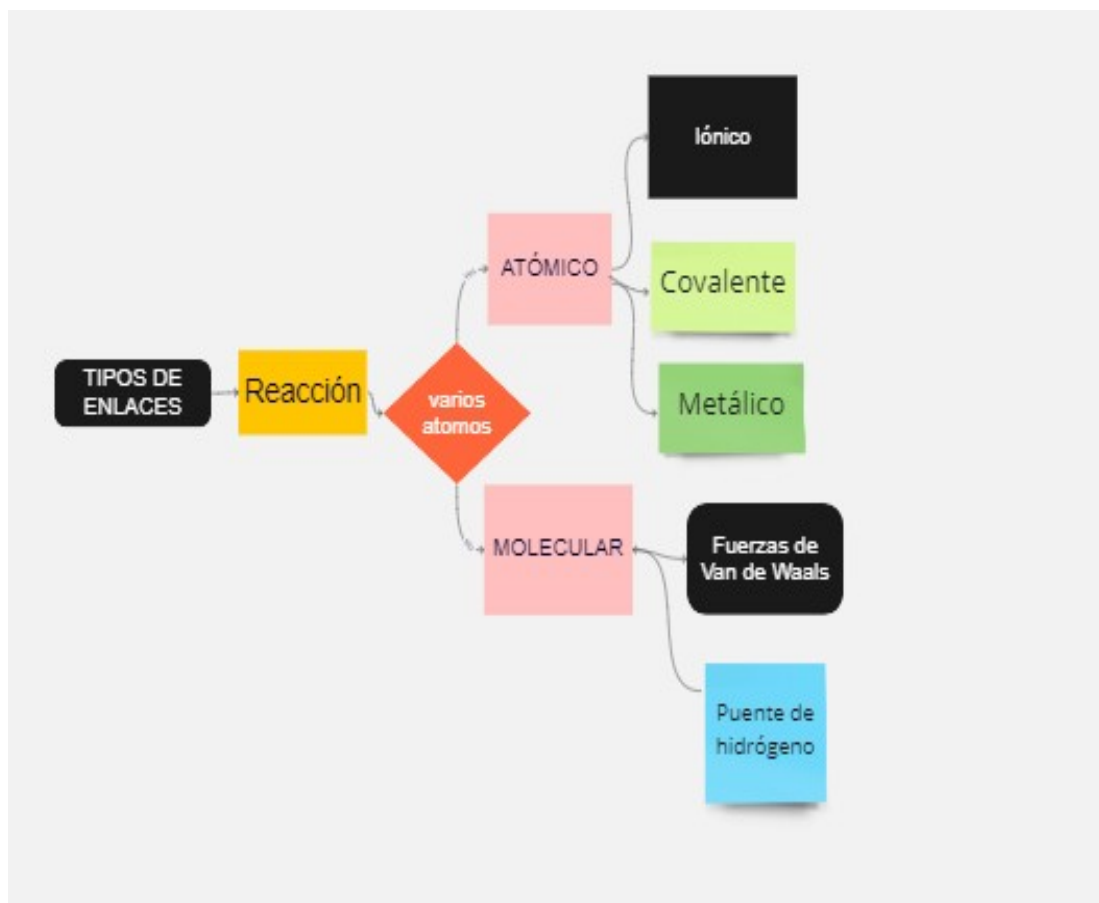 TIPOS DE
ENLACES
Reacción
varios
atomos
ATÓMICO
Iónico
Covalente
Metálico
MOLECULAR
Fuerzas de
Van de Waals
Puente de
hidrógeno